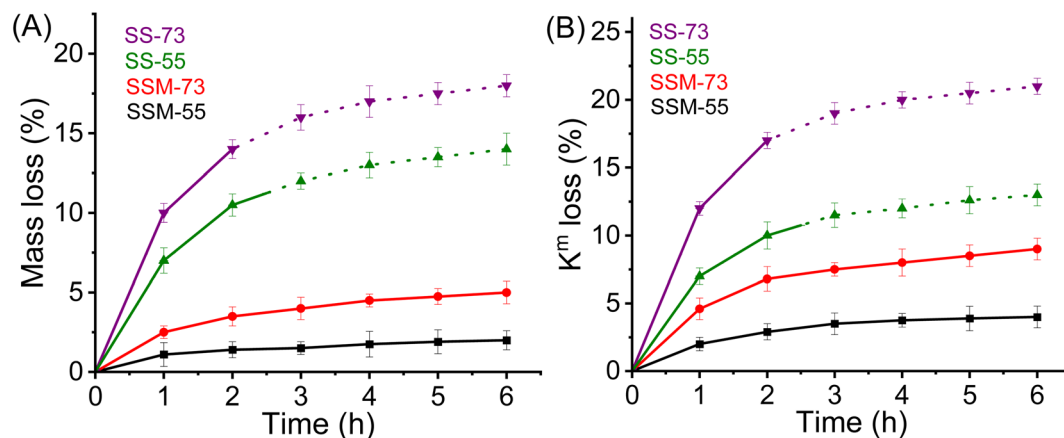 (A)
SS-73
SS-55
SSM-73
SSM-55
Mass loss (%)
20
15
10
5
0
0 1 2 3 4 5 6
Time (h)
(B)
SS-73
SS-55
SSM-73
SSM-55
Kᵐ loss (%)
25
20
15
10
5
0
0 1 2 3 4 5 6
Time (h)